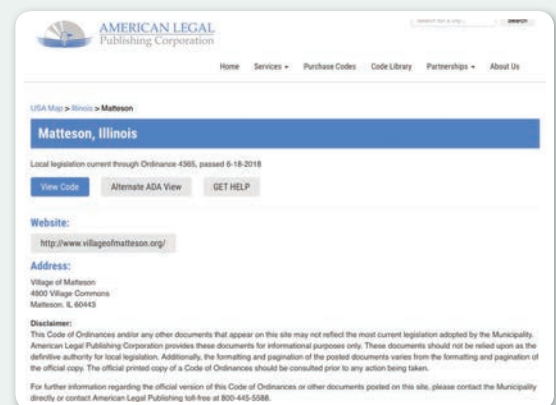 AMERICAN LEGAL
Publishing Corporation
Search
Home Services Purchase Codes Code Library Partnerships About Us
USA Map > Illinois > Matteson
Matteson, Illinois
Local legislation current through Ordinance 4365, passed 6-18-2018
View Code Alternate ADA View GET HELP
Website:
http://www.villageofmatteson.org/
Address:
Village of Matteson
4900 Village Commons
Matteson, IL 60443
Disclaimer:
This Code of Ordinances and/or any other documents that appear on this site may not reflect the most current legislation adopted by the Municipality.
American Legal Publishing Corporation provides these documents for informational purposes only. These documents should not be relied upon as the
definitive authority for local legislation. Additionally, the formatting and pagination of the posted documents varies from the formatting and pagination of
the official copy. The official printed copy of a Code of Ordinances should be consulted prior to any action being taken.
For further information regarding the official version of this Code of Ordinances or other documents posted on this site, please contact the Municipality
directly or contact American Legal Publishing toll-free at 800-445-5588.